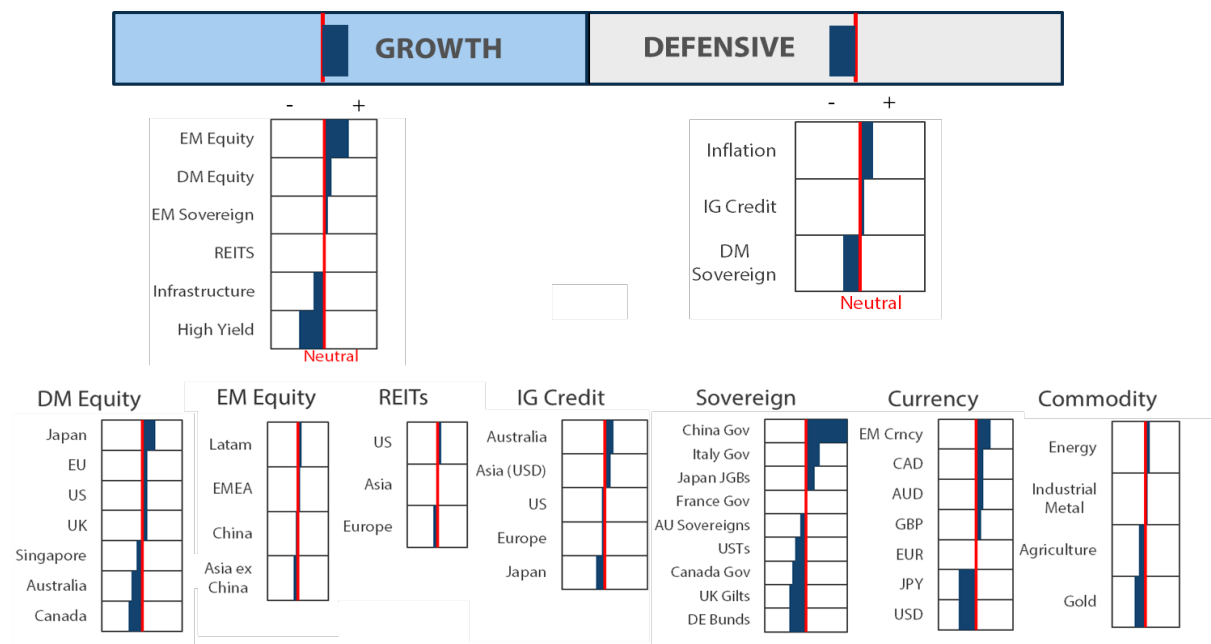 GROWTH
DEFENSIVE
- +
- +
EM Equity
DM Equity
EM Sovereign
REITS
Infrastructure
High Yield
Neutral
Inflation
IG Credit
DM
Sovereign
Neutral
DM Equity
Japan
EU
US
UK
Singapore
Australia
Canada
EM Equity
Latam
EMEA
China
Asia ex
China
REITs
US
Asia
Europe
IG Credit
Australia
Asia (USD)
US
Europe
Japan
Sovereign
China Gov
Italy Gov
Japan JGBs
France Gov
AU Sovereigns
USTs
Canada Gov
UK Gilts
DE Bunds
Currency
EM Crncy
CAD
AUD
GBP
EUR
JPY
USD
Commodity
Energy
Industrial
Metal
Agriculture
Gold